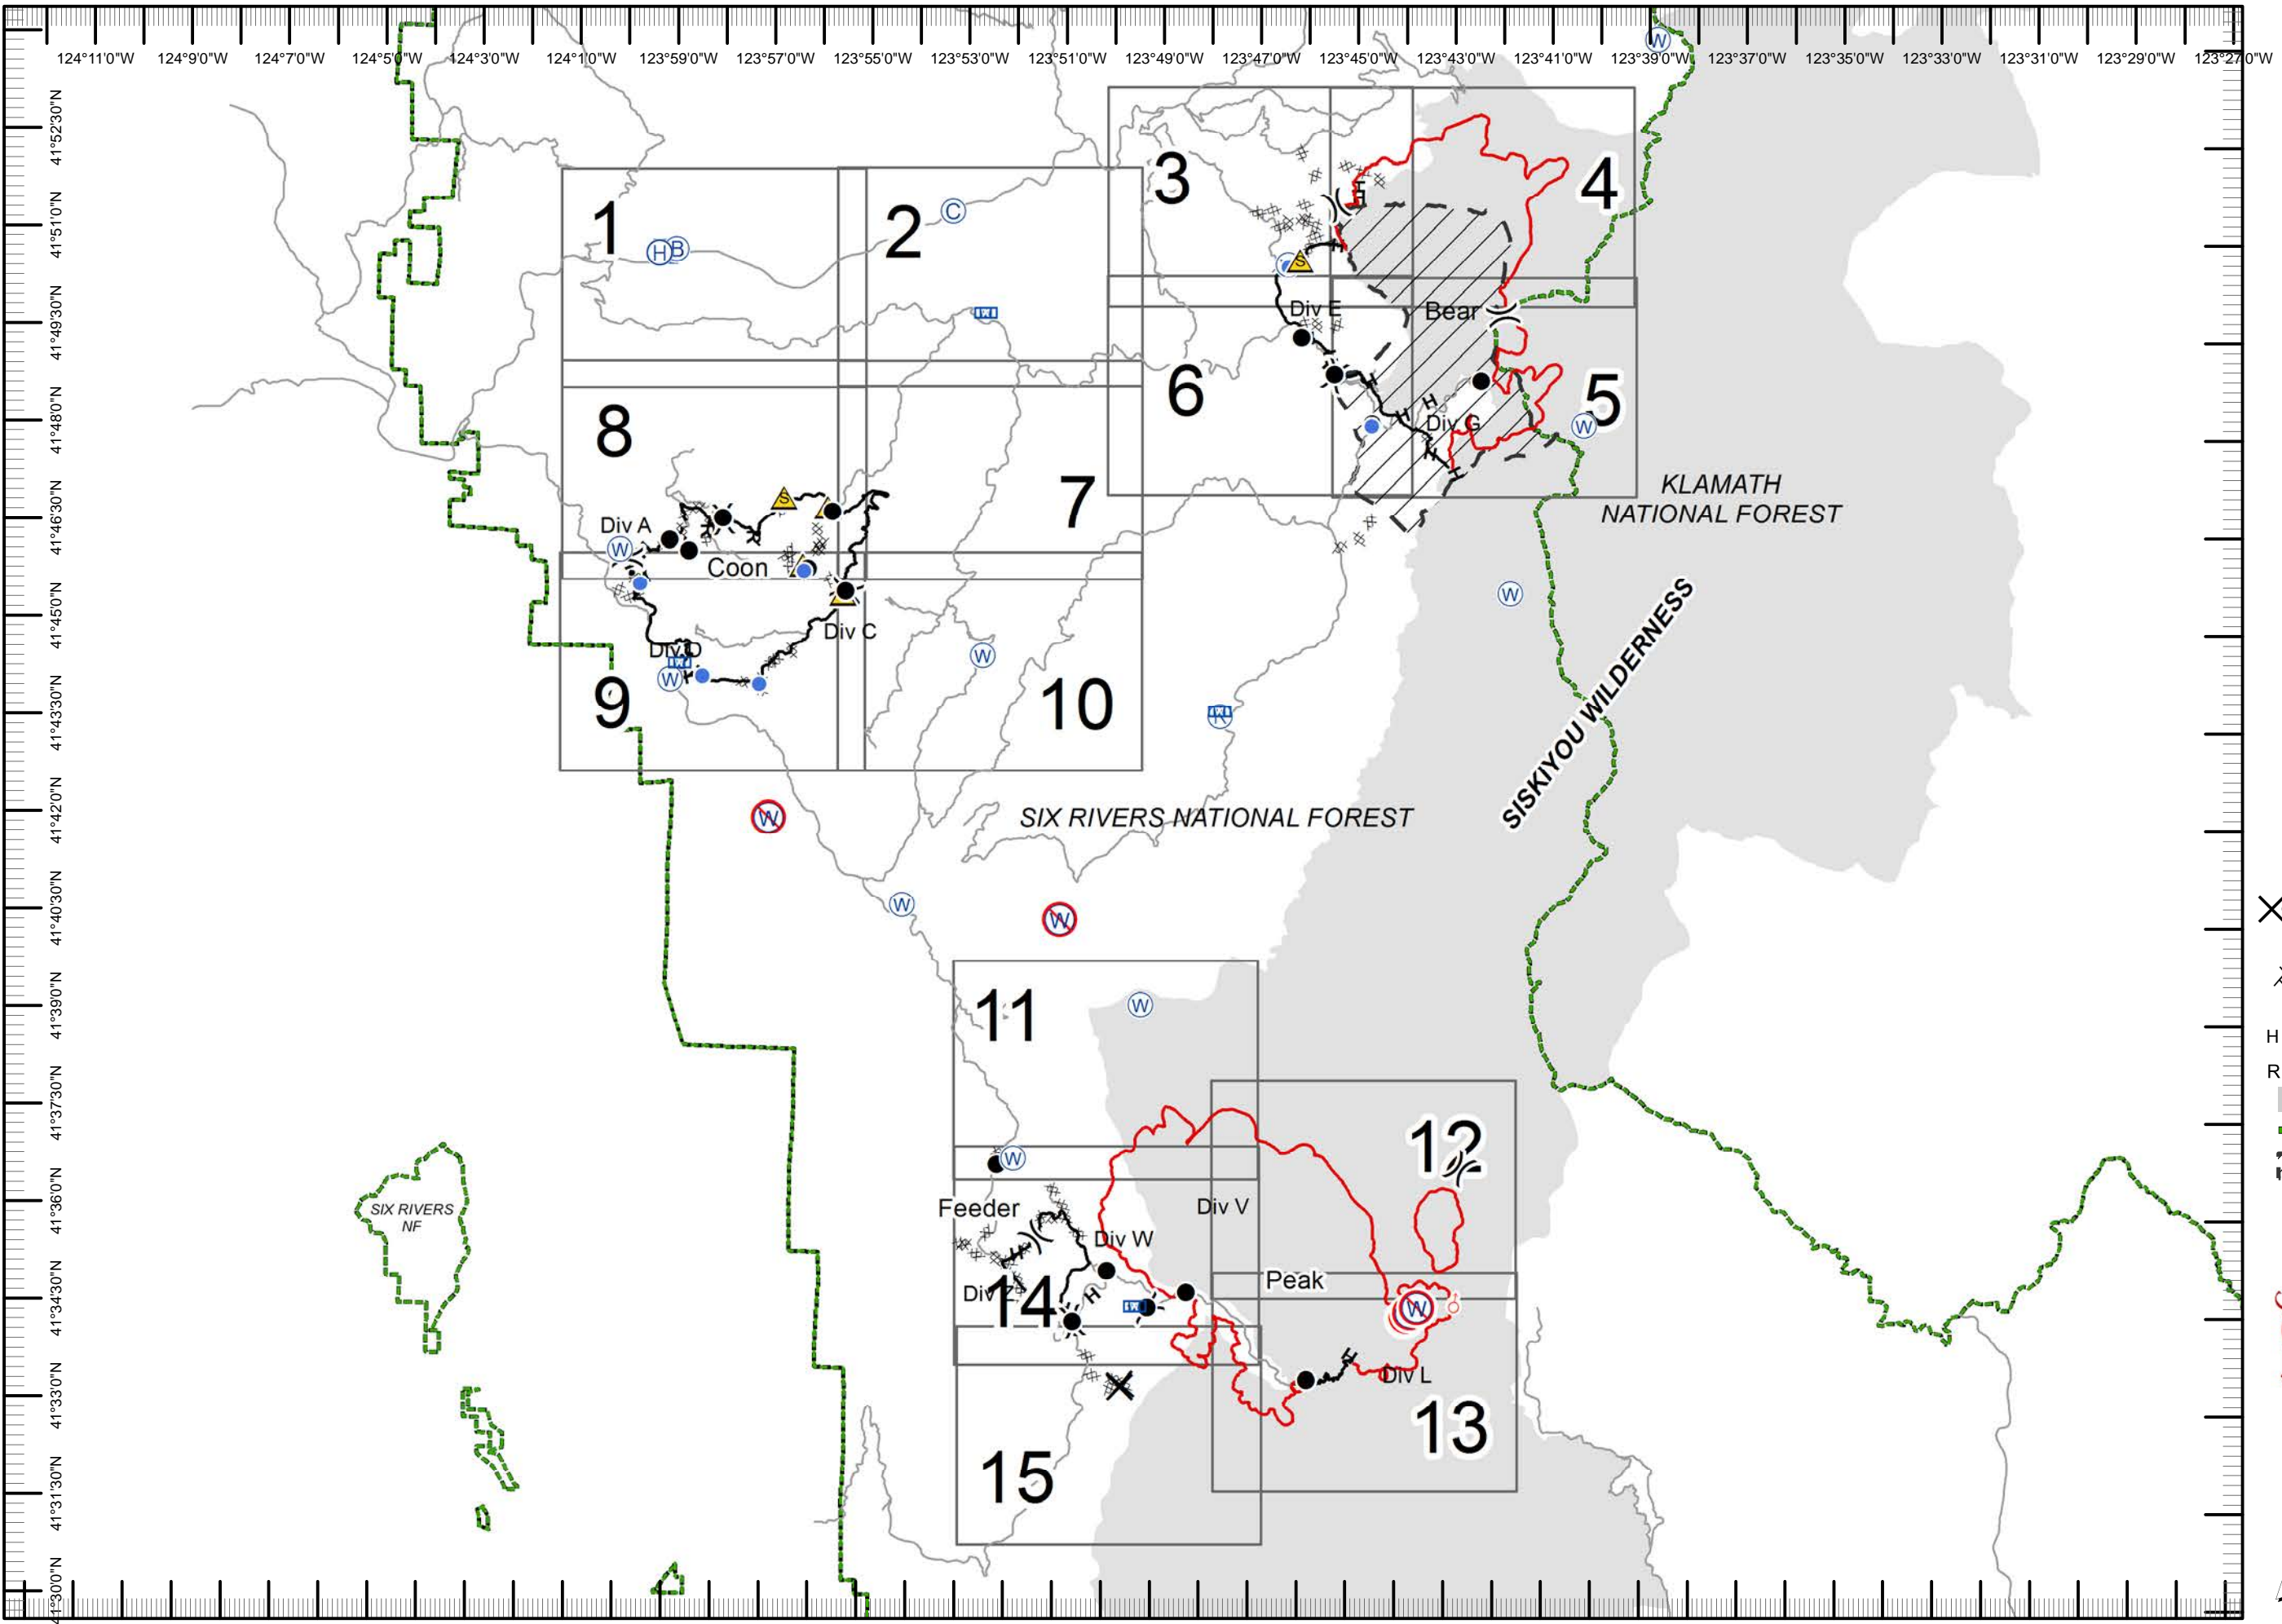 124°11'0"W 124°9'0"W 124°7'0"W 124°5'0"W 124°3'0"W 124°1'0"W 123°59'0"W 123°57'0"W 123°55'0"W 123°53'0"W 123°51'0"W 123°49'0"W 123°47'0"W 123°45'0"W 123°43'0"W 123°41'0"W 123°39'0"W 123°37'0"W 123°35'0"W 123°33'0"W 123°31'0"W 123°29'0"W 123°27'0"W
41°52'30"N
41°51'0"N
41°49'30"N
41°48'0"N
41°46'30"N
41°45'0"N
41°43'30"N
41°42'0"N
41°40'30"N
41°39'0"N
41°37'30"N
41°36'0"N
41°34'30"N
41°33'0"N
41°31'30"N
41°30'0"N
W
3
4
1
2
C
H B
S
Div E
Bear
6
5
W
H H
Div G
8
7
S
KLAMATH
NATIONAL FOREST
Div A
W
Coon
W
SISKIYOU WILDERNESS
Div C
Div D
W
W
9
10
SIX RIVERS NATIONAL FOREST
W
W
W
11
W
H
R
12
W
SIX RIVERS
NF
Feeder
Div V
Div W
Peak
Div Z
14
H
W
Div L
13
15